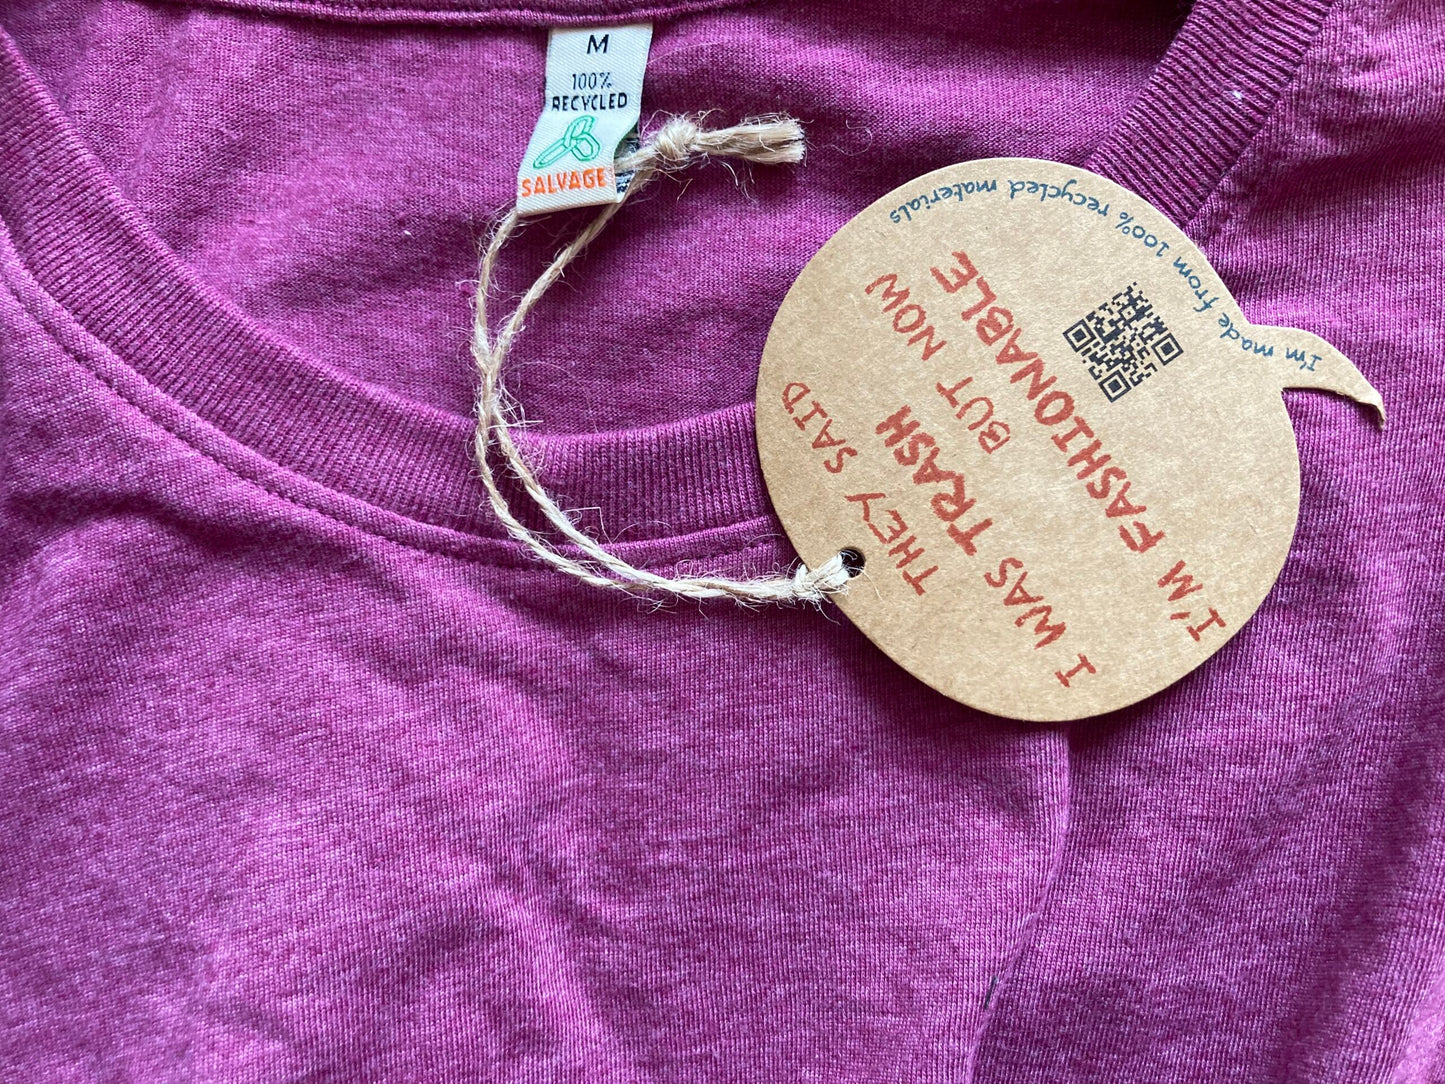 M
100%
RECYCLED
SALVAGE
THEY SAID
I WAS TRASH
BUT NOW
I'M FASHIONABLE
I'm made from 100% recycled materials